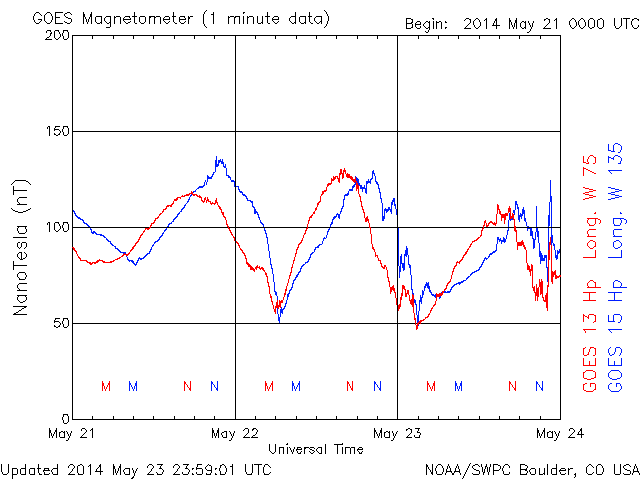 GOES Magnetometer (1 minute data)
Begin: 2014 May 21 0000 UTC
200
150
100
50
0
NanoTesla (nT)
GOES 13 Hp Long. W 75
GOES 15 Hp Long. W 135
M M N N M M N N M M N N
May 21 May 22 May 23 May 24
Universal Time
Updated 2014 May 23 23:59:01 UTC
NOAA/SWPC Boulder, CO USA